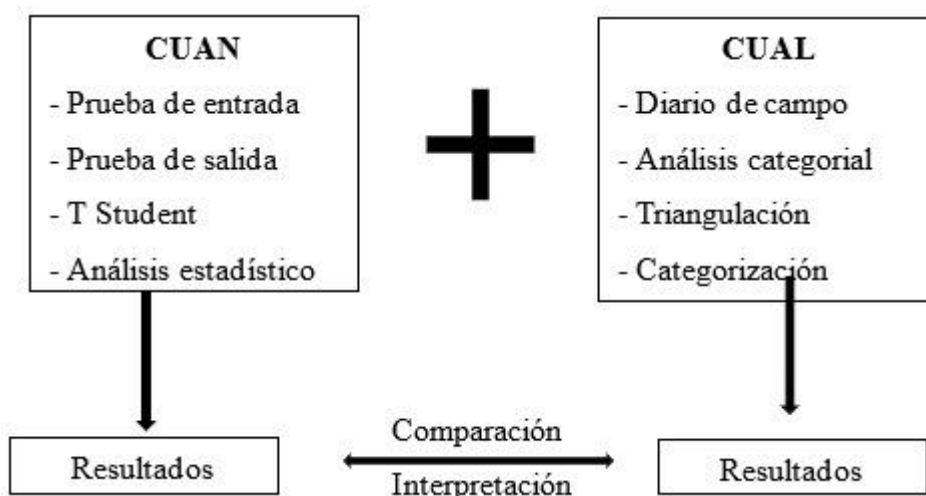 CUAN
- Prueba de entrada
- Prueba de salida
- T Student
- Análisis estadístico
CUAL
- Diario de campo
- Análisis categorial
- Triangulación
- Categorización
Resultados
Comparación
Interpretación
Resultados